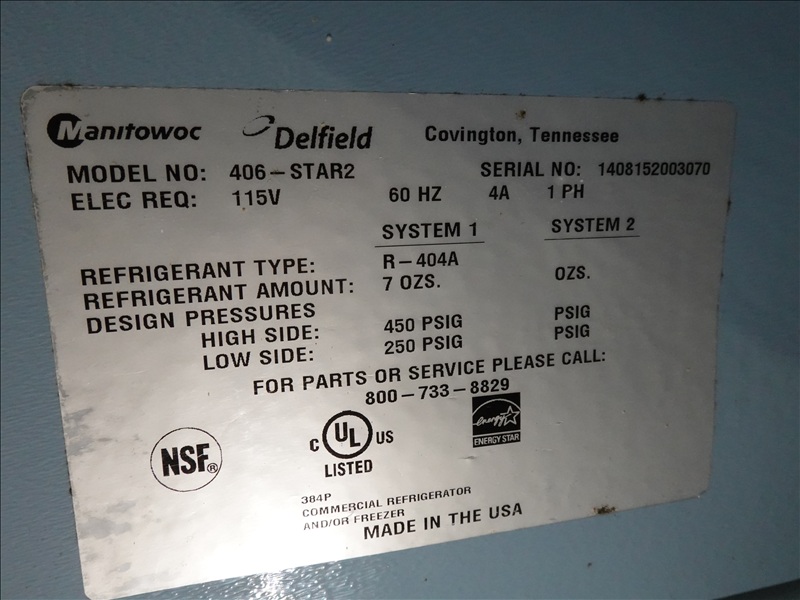 Manitowoc Delfield Covington, Tennessee
MODEL NO: 406-STAR2 SERIAL NO: 1408152003070
ELEC REQ: 115V 60 HZ 4A 1 PH
SYSTEM 1 SYSTEM 2
REFRIGERANT TYPE: R-404A
REFRIGERANT AMOUNT: 7 OZS. OZS.
DESIGN PRESSURES
HIGH SIDE: 450 PSIG PSIG
LOW SIDE: 250 PSIG PSIG
FOR PARTS OR SERVICE PLEASE CALL:
800-733-8829
NSF®
C UL US
LISTED
energy
ENERGY STAR
384P
COMMERCIAL REFRIGERATOR
AND/OR FREEZER
MADE IN THE USA